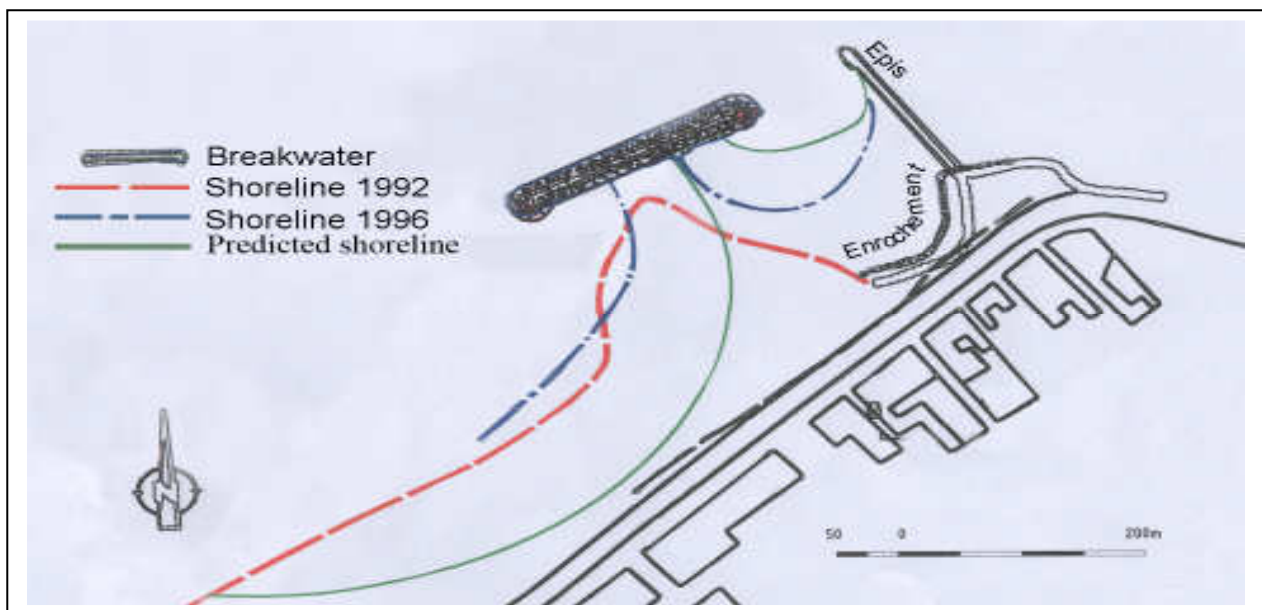 Epis
Breakwater
Shoreline 1992
Shoreline 1996
Predicted shoreline
Enrochement
50 0 200m